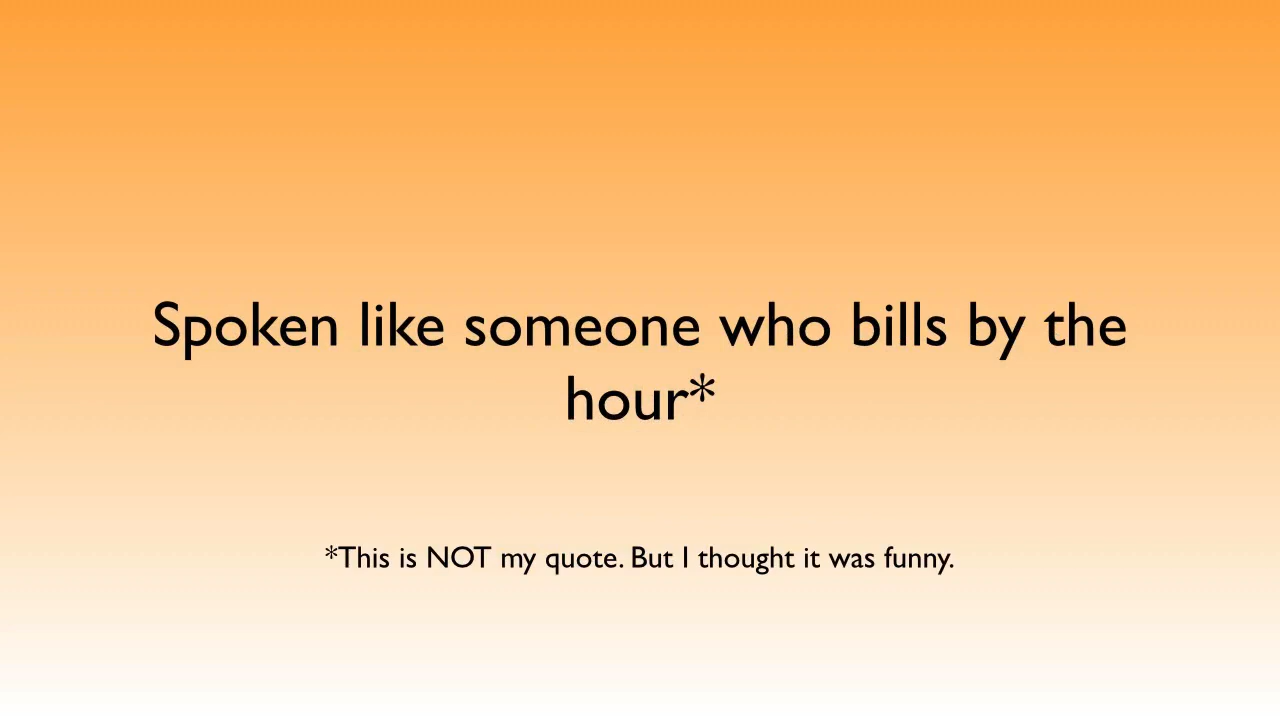 Spoken like someone who bills by the
hour*
*This is NOT my quote. But I thought it was funny.